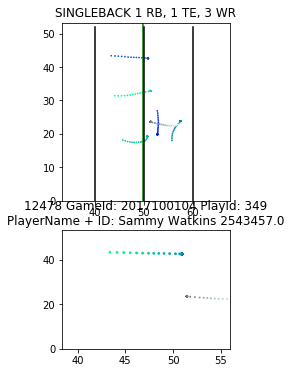 SINGLEBACK 1 RB, 1 TE, 3 WR
50
40
30
20
10
0
40 50 60
12478 GameId: 2017100104 PlayId: 349
PlayerName + ID: Sammy Watkins 2543457.0
40
20
0
40 45 50 55